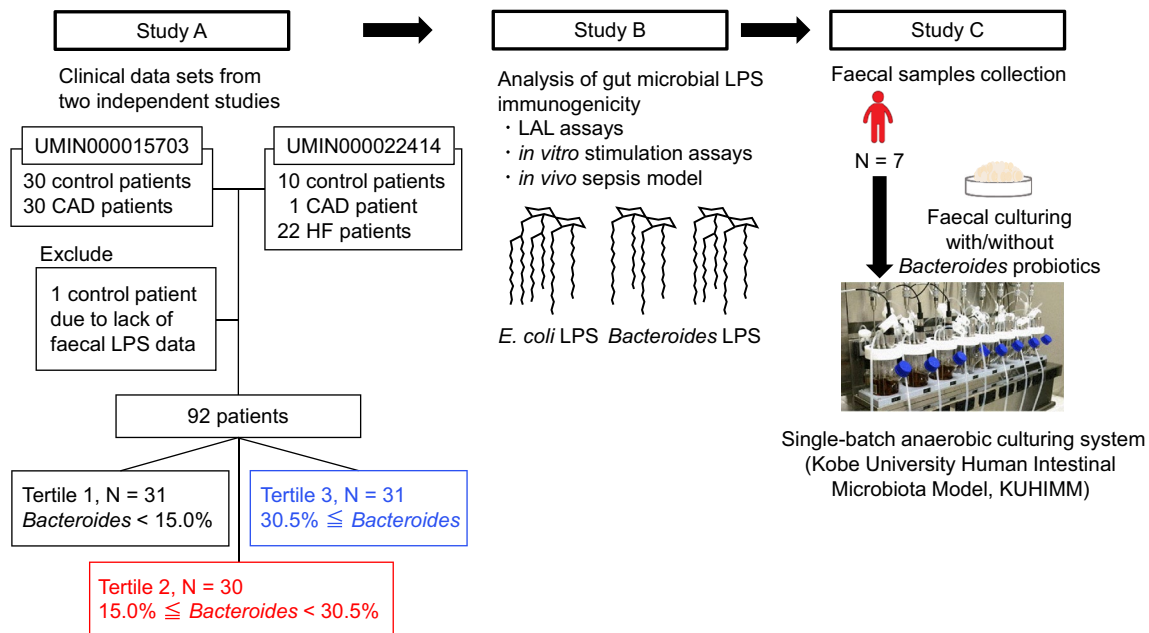 Study A
Clinical data sets from
two independent studies
UMIN000015703
30 control patients
30 CAD patients
UMIN000022414
10 control patients
1 CAD patient
22 HF patients
Exclude
1 control patient
due to lack of
faecal LPS data
92 patients
Tertile 1, N = 31
Bacteroides < 15.0%
Tertile 3, N = 31
30.5% ≦ Bacteroides
Tertile 2, N = 30
15.0% ≦ Bacteroides < 30.5%
Study B
Analysis of gut microbial LPS
immunogenicity
・LAL assays
・in vitro stimulation assays
・in vivo sepsis model
E. coli LPS Bacteroides LPS
Study C
Faecal samples collection
N = 7
Faecal culturing
with/without
Bacteroides probiotics
Single-batch anaerobic culturing system
(Kobe University Human Intestinal
Microbiota Model, KUHIMM)